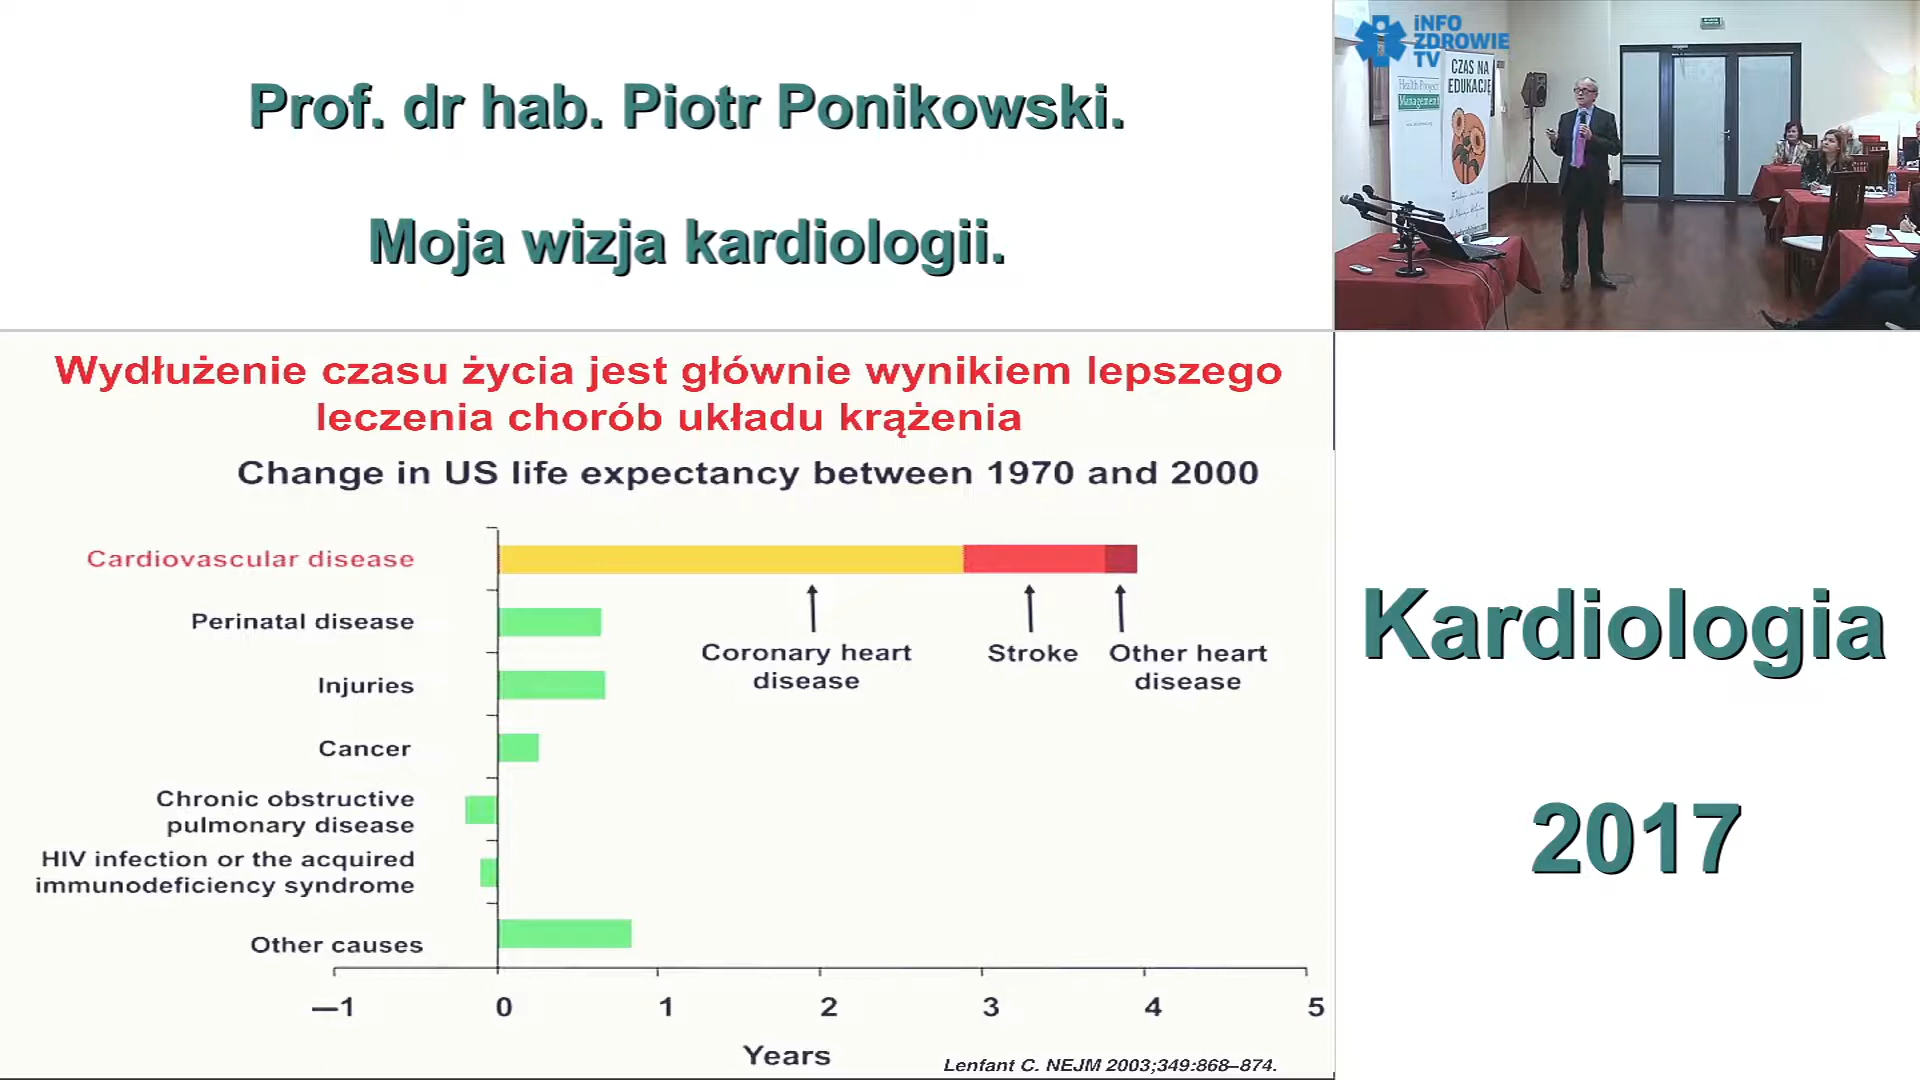 Prof. dr hab. Piotr Ponikowski.
Moja wizja kardiologii.
iNFO
ZDROWIE
TV
CZAS NA
EDUKACJĘ
Health Project
Management
Wydłużenie czasu życia jest głównie wynikiem lepszego
leczenia chorób układu krążenia
Change in US life expectancy between 1970 and 2000
Cardiovascular disease
Perinatal disease
Injuries
Cancer
Chronic obstructive
pulmonary disease
HIV infection or the acquired
immunodeficiency syndrome
Other causes
Coronary heart
disease
Stroke
Other heart
disease
—1 0 1 2 3 4 5
Years
Lenfant C. NEJM 2003;349:868–874.
Kardiologia
2017